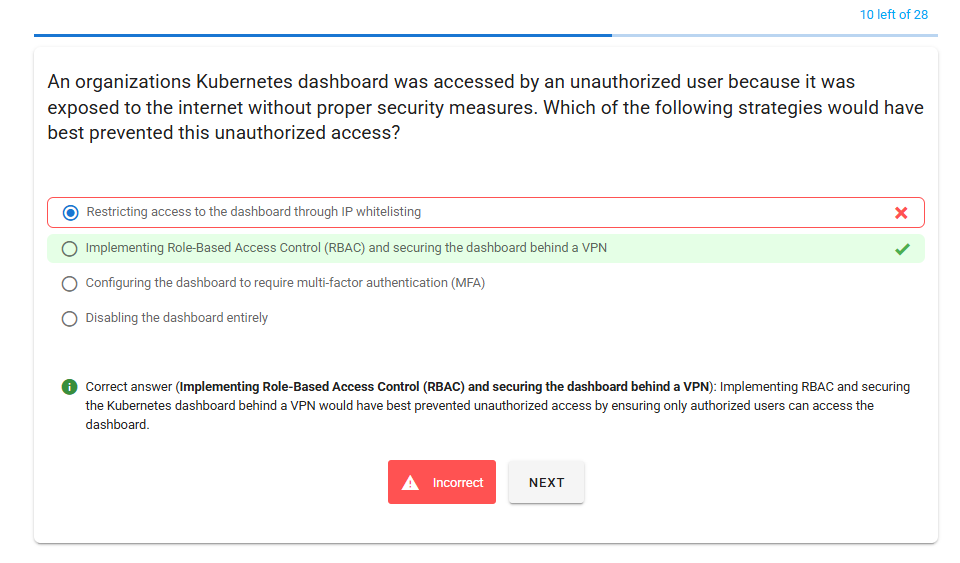 10 left of 28
An organizations Kubernetes dashboard was accessed by an unauthorized user because it was
exposed to the internet without proper security measures. Which of the following strategies would have
best prevented this unauthorized access?
Restricting access to the dashboard through IP whitelisting
Implementing Role-Based Access Control (RBAC) and securing the dashboard behind a VPN
Configuring the dashboard to require multi-factor authentication (MFA)
Disabling the dashboard entirely
Correct answer (Implementing Role-Based Access Control (RBAC) and securing the dashboard behind a VPN): Implementing RBAC and securing
the Kubernetes dashboard behind a VPN would have best prevented unauthorized access by ensuring only authorized users can access the
dashboard.
Incorrect
NEXT